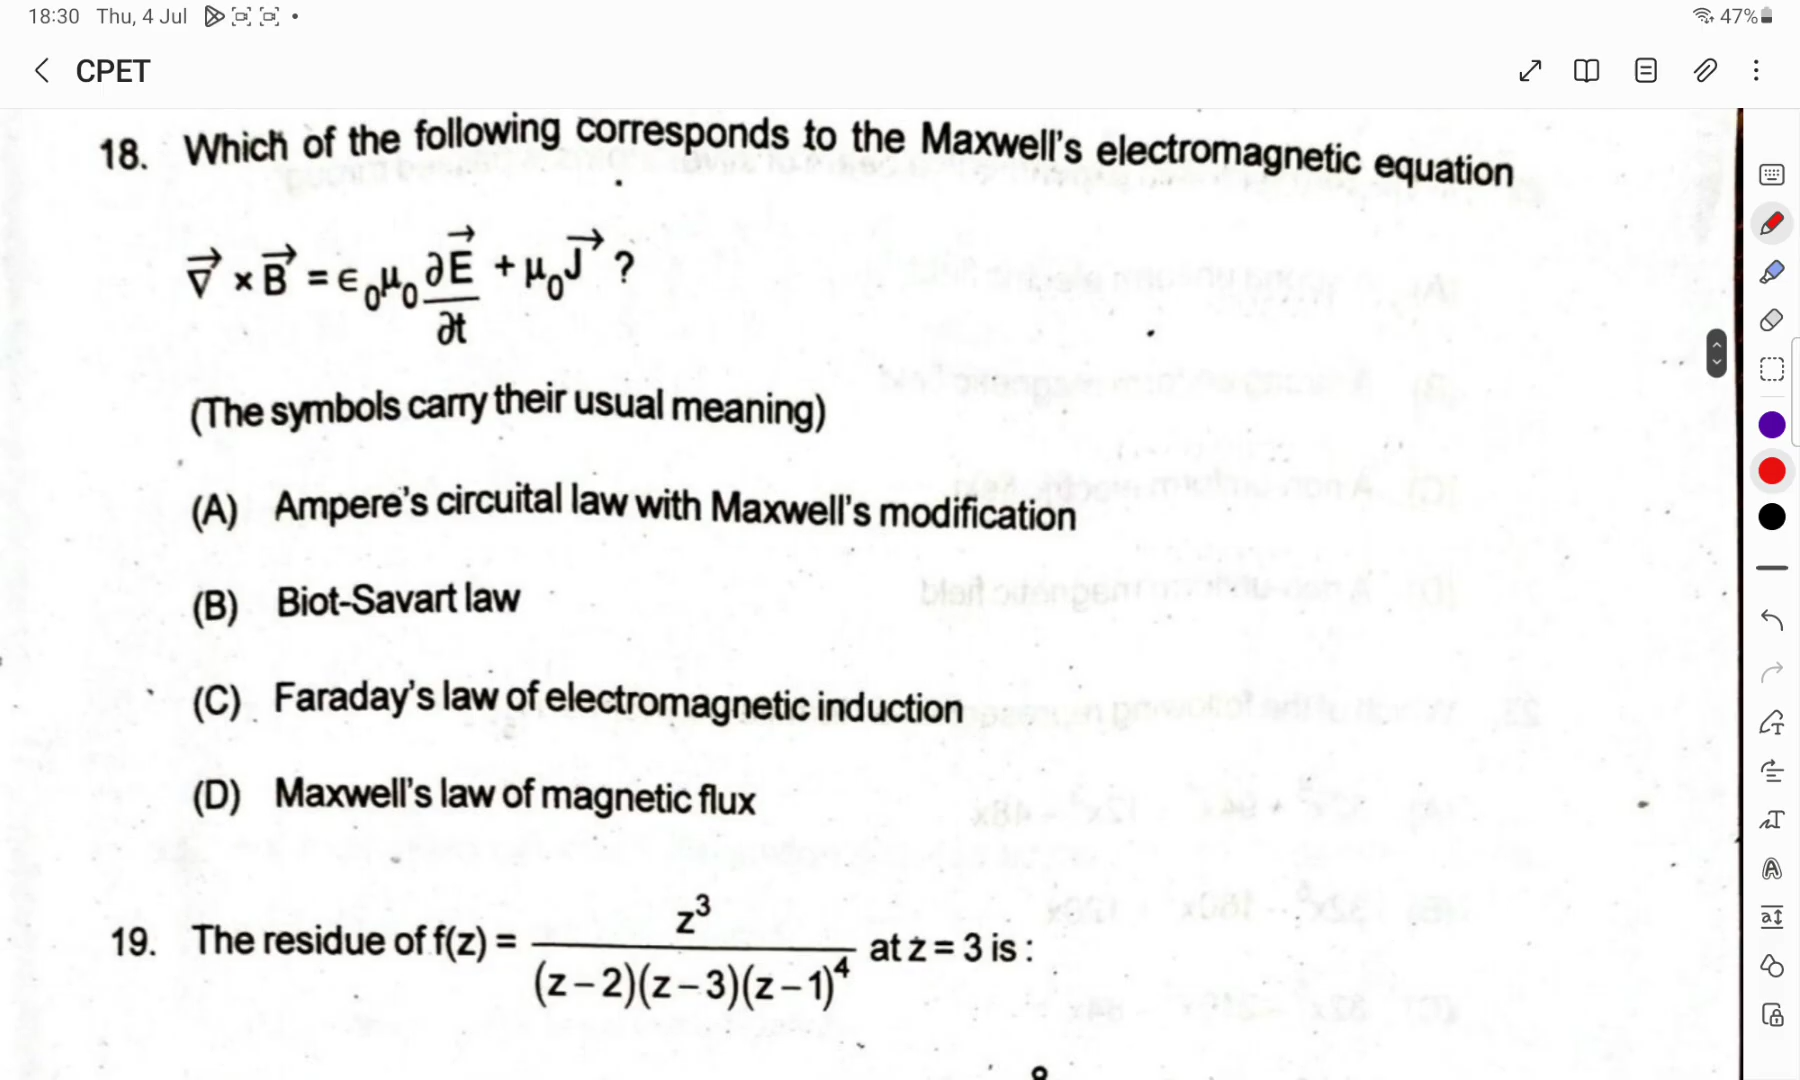 18:30 Thu, 4 Jul
47%
CPET
18. Which of the following corresponds to the Maxwell's electromagnetic equation
∇⃗ × B⃗ = ϵ₀μ₀ ∂E⃗/∂t + μ₀J⃗ ?
(The symbols carry their usual meaning)
(A) Ampere's circuital law with Maxwell's modification
(B) Biot-Savart law
(C) Faraday's law of electromagnetic induction
(D) Maxwell's law of magnetic flux
19. The residue of f(z) = z³/((z – 2)(z – 3)(z – 1)⁴) at z = 3 is :